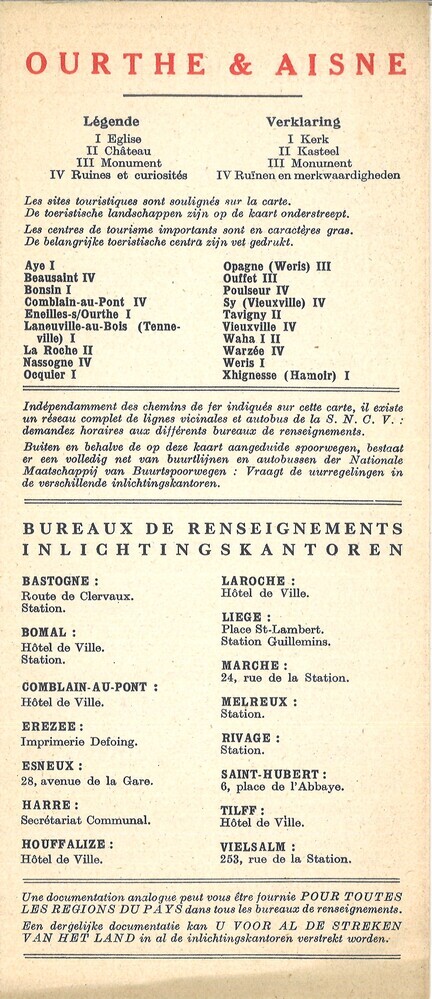 OURTHE & AISNE
Légende
I Eglise
II Château
III Monument
IV Ruines et curiosités
Verklaring
I Kerk
II Kasteel
III Monument
IV Ruïnen en merkwaardigheden
Les sites touristiques sont soulignés sur la carte.
De toeristische landschappen zijn op de kaart onderstreept.
Les centres de tourisme importants sont en caractères gras.
De belangrijke toeristische centra zijn vet gedrukt.
Aye I
Beausaint IV
Bonsin I
Comblain-au-Pont IV
Eneilles-s/Ourthe I
Laneuville-au-Bois (Tenne-
ville) I
La Roche II
Nassogne IV
Ocquier I
Opagne (Weris) III
Ouffet III
Poulseur IV
Sy (Vieuxville) IV
Tavigny II
Vieuxville IV
Waha I II
Warzée IV
Weris I
Xhignesse (Hamoir) I
Indépendamment des chemins de fer indiqués sur cette carte, il existe
un réseau complet de lignes vicinales et autobus de la S. N. C. V. :
demandez horaires aux différents bureaux de renseignements.
Buiten en behalve de op deze kaart aangeduide spoorwegen, bestaat
er een volledig net van buurtlijnen en autobussen der Nationale
Maatschappij van Buurtspoorwegen : Vraagt de uurregelingen in
de verschillende inlichtingskantoren.
BUREAUX DE RENSEIGNEMENTS
INLICHTINGSKANTOREN
BASTOGNE :
Route de Clervaux.
Station.
BOMAL :
Hôtel de Ville.
Station.
COMBLAIN-AU-PONT :
Hôtel de Ville.
EREZEE :
Imprimerie Defoing.
ESNEUX :
28, avenue de la Gare.
HARRE :
Secrétariat Communal.
HOUFFALIZE :
Hôtel de Ville.
LAROCHE :
Hôtel de Ville.
LIEGE :
Place St-Lambert.
Station Guillemins.
MARCHE :
24, rue de la Station.
MELREUX :
Station.
RIVAGE :
Station.
SAINT-HUBERT :
6, place de l'Abbaye.
TILFF :
Hôtel de Ville.
VIELSALM :
253, rue de la Station.
Une documentation analogue peut vous être fournie POUR TOUTES
LES REGIONS DU PAYS dans tous les bureaux de renseignements.
Een dergelijke documentatie kan U VOOR AL DE STREKEN
VAN HET LAND in al de inlichtingskantoren verstrekt worden.